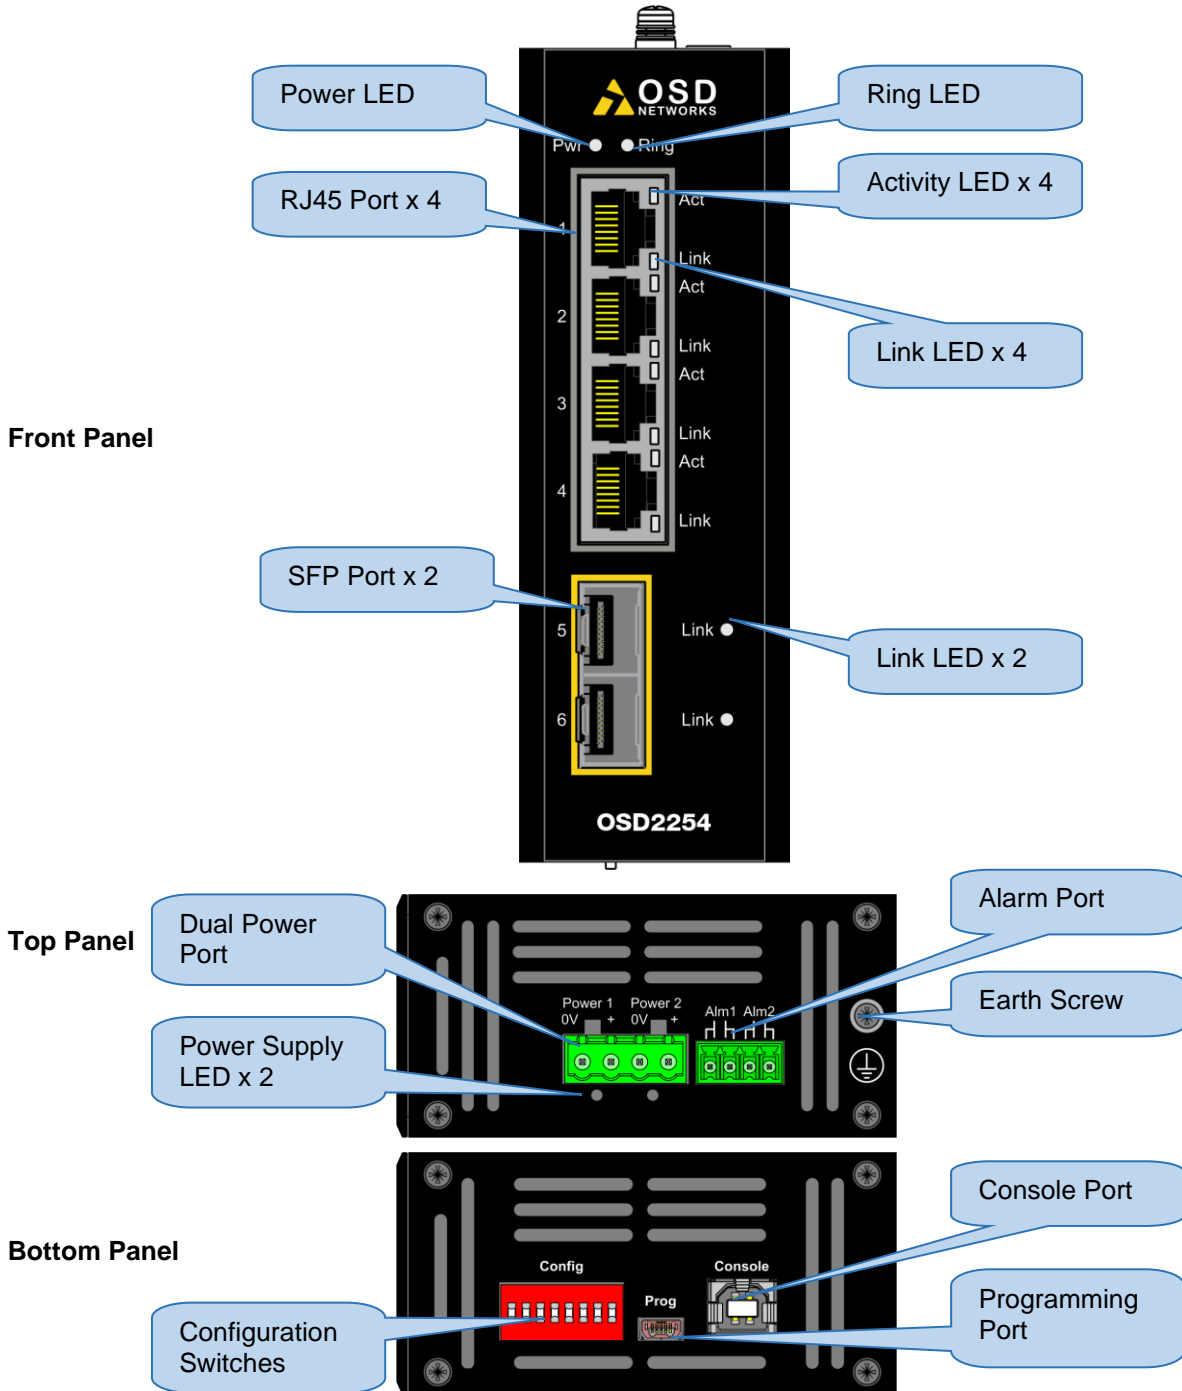 OSD
NETWORKS
Power LED
Ring LED
Pwr
Ring
RJ45 Port x 4
Activity LED x 4
Act
1
Link
Act
2
Link
Link LED x 4
Act
3
Link
Front Panel
Act
4
Link
SFP Port x 2
5
Link
Link LED x 2
6
Link
OSD2254
Top Panel
Dual Power
Port
Alarm Port
Earth Screw
Power 1
Power 2
0V
+
0V
+
Alm1
Alm2
Power Supply
LED x 2
Bottom Panel
Console Port
Config
Prog
Console
Programming
Port
Configuration
Switches